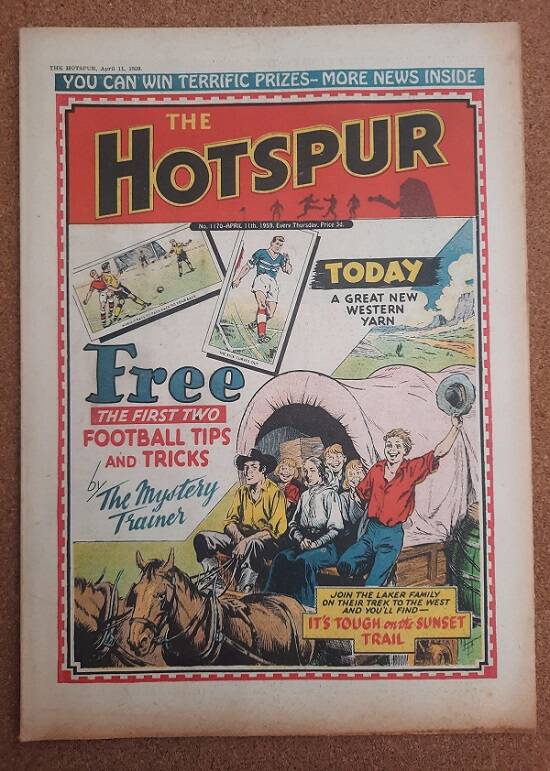 THE HOTSPUR, April 11, 1959.
YOU CAN WIN TERRIFIC PRIZES–MORE NEWS INSIDE
THE
HOTSPUR
No. 1170–APRIL 11th, 1959. Every Thursday. Price 3d.
TODAY
A GREAT NEW
WESTERN
YARN
Free
THE FIRST TWO
FOOTBALL TIPS
AND TRICKS
by The Mystery
Trainer
JOIN THE LAKER FAMILY
ON THEIR TREK TO THE WEST
AND YOU'LL FIND—
IT'S TOUGH on the SUNSET
TRAIL